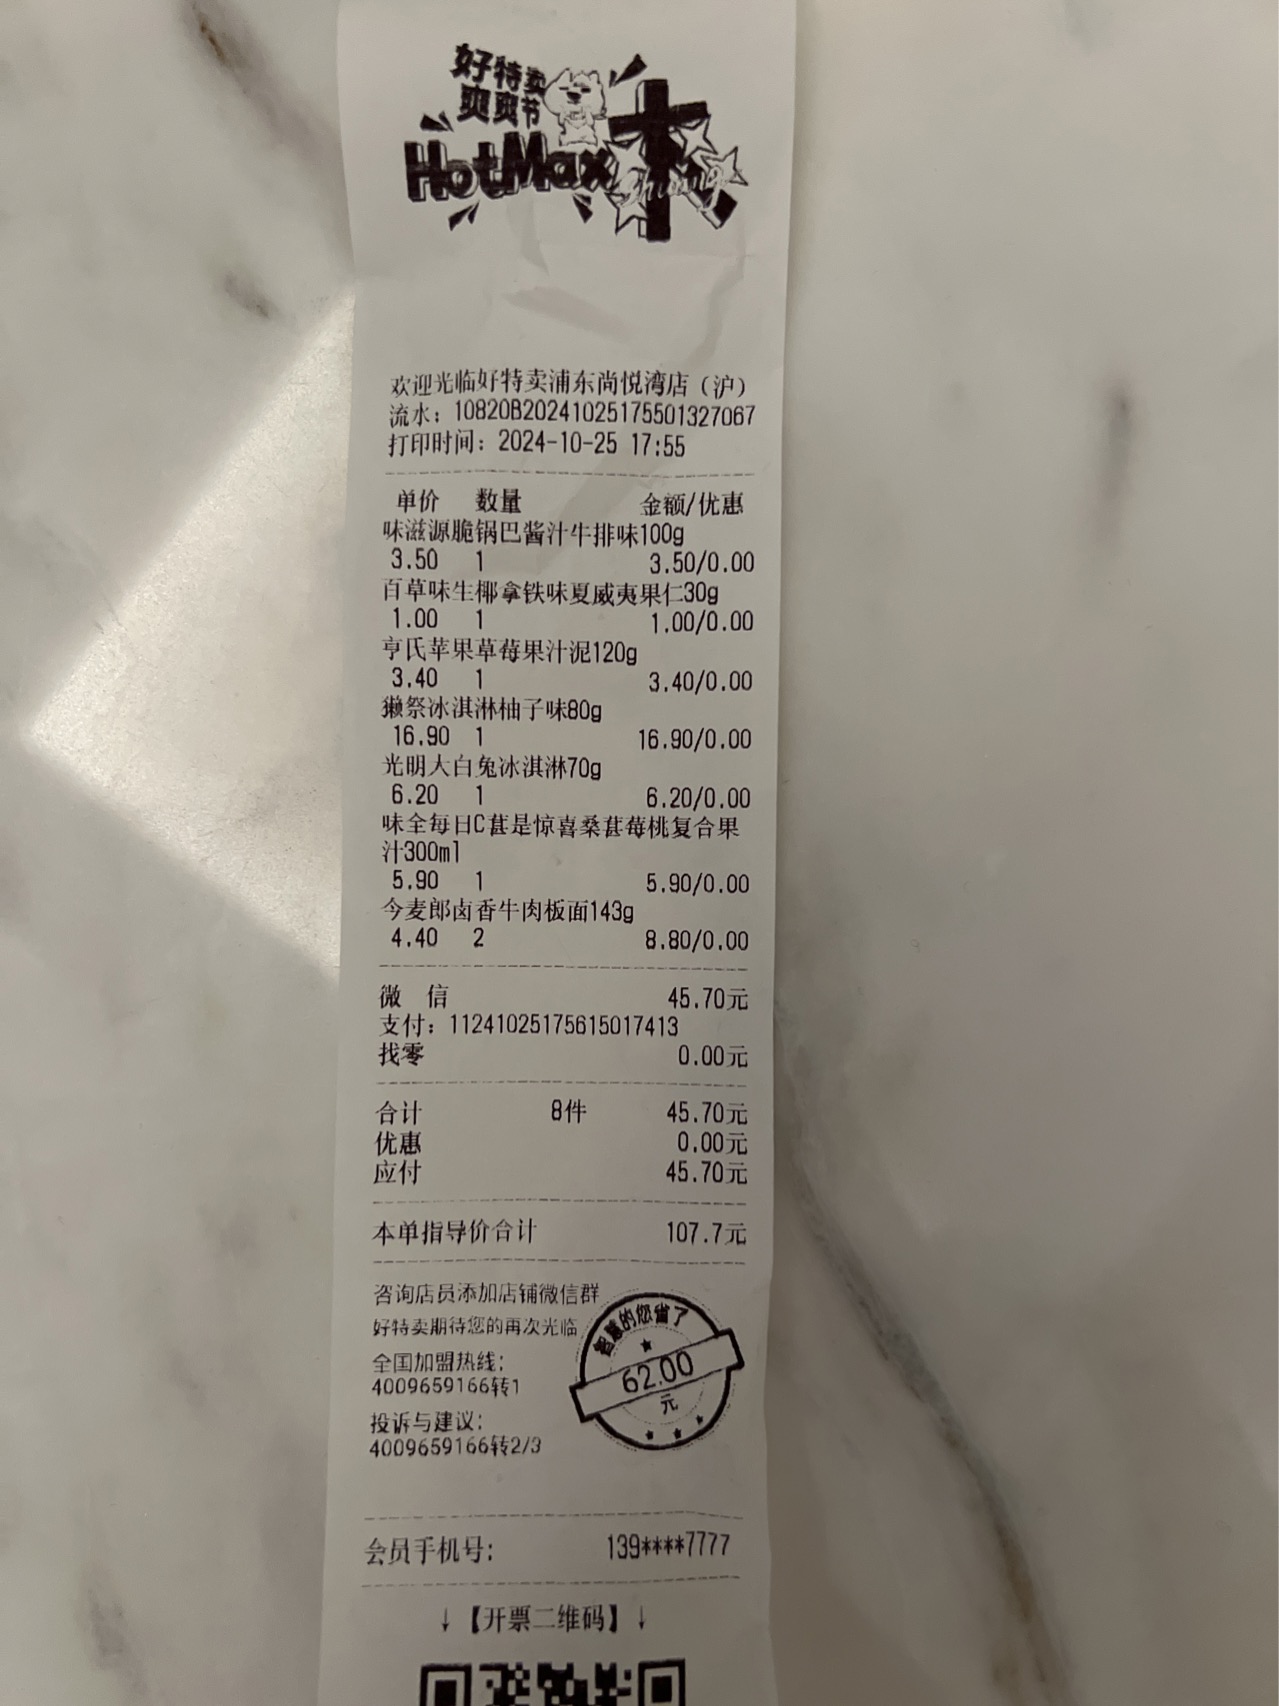 好特卖
爽爽节
HotMax
Shuang
欢迎光临好特卖浦东尚悦湾店（沪）
流水：10820B20241025175501327067
打印时间：2024-10-25 17:55
单价 数量 金额/优惠
味滋源脆锅巴酱汁牛排味100g
3.50 1 3.50/0.00
百草味生椰拿铁味夏威夷果仁30g
1.00 1 1.00/0.00
亨氏苹果草莓果汁泥120g
3.40 1 3.40/0.00
獭祭冰淇淋柚子味80g
16.90 1 16.90/0.00
光明大白兔冰淇淋70g
6.20 1 6.20/0.00
味全每日C葚是惊喜桑葚莓桃复合果
汁300ml
5.90 1 5.90/0.00
今麦郎卤香牛肉板面143g
4.40 2 8.80/0.00
微 信 45.70元
支付：11241025175615017413
找零 0.00元
合计 8件 45.70元
优惠 0.00元
应付 45.70元
本单指导价合计 107.7元
咨询店员添加店铺微信群
好特卖期待您的再次光临
全国加盟热线：
4009659166转1
投诉与建议：
4009659166转2/3
智慧的您省了
62.00
元
会员手机号： 139****7777
↓【开票二维码】↓